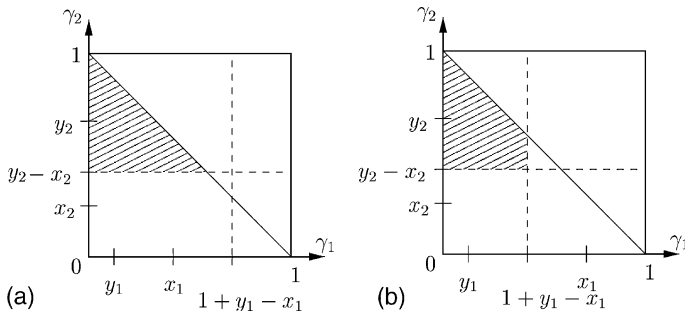 γ₂
1
y₂
y₂ − x₂
x₂
0
y₁
x₁
1
γ₁
1 + y₁ − x₁
(a)
γ₂
1
y₂
y₂ − x₂
x₂
0
y₁
x₁
1
γ₁
1 + y₁ − x₁
(b)